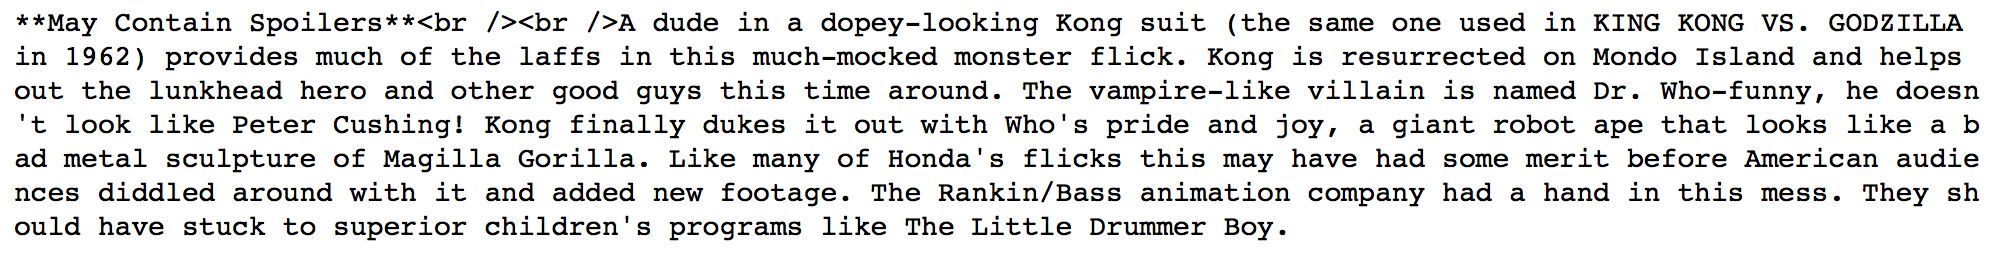 **May Contain Spoilers**<br /><br />A dude in a dopey-looking Kong suit (the same one used in KING KONG VS. GODZILLA
in 1962) provides much of the laffs in this much-mocked monster flick. Kong is resurrected on Mondo Island and helps
out the lunkhead hero and other good guys this time around. The vampire-like villain is named Dr. Who-funny, he doesn
't look like Peter Cushing! Kong finally dukes it out with Who's pride and joy, a giant robot ape that looks like a b
ad metal sculpture of Magilla Gorilla. Like many of Honda's flicks this may have had some merit before American audie
nces diddled around with it and added new footage. The Rankin/Bass animation company had a hand in this mess. They sh
ould have stuck to superior children's programs like The Little Drummer Boy.